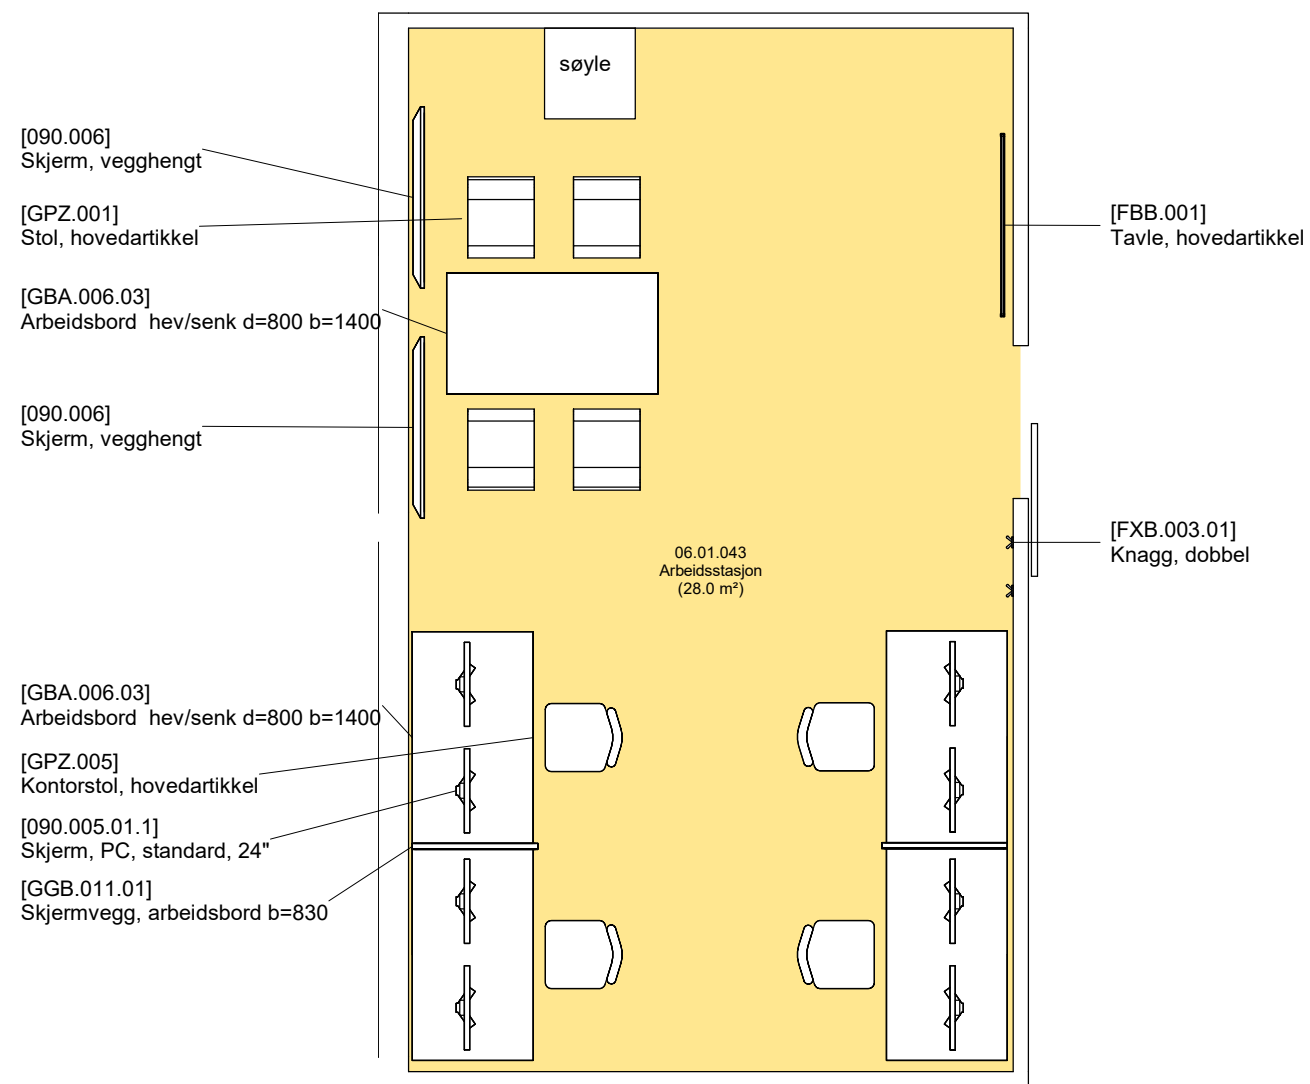 søyle
[090.006]
Skjerm, vegghengt
[GPZ.001]
Stol, hovedartikkel
[GBA.006.03]
Arbeidsbord  hev/senk d=800 b=1400
[090.006]
Skjerm, vegghengt
[FBB.001]
Tavle, hovedartikkel
[FXB.003.01]
Knagg, dobbel
06.01.043
Arbeidsstasjon
(28.0 m²)
[GBA.006.03]
Arbeidsbord  hev/senk d=800 b=1400
[GPZ.005]
Kontorstol, hovedartikkel
[090.005.01.1]
Skjerm, PC, standard, 24"
[GGB.011.01]
Skjermvegg, arbeidsbord b=830